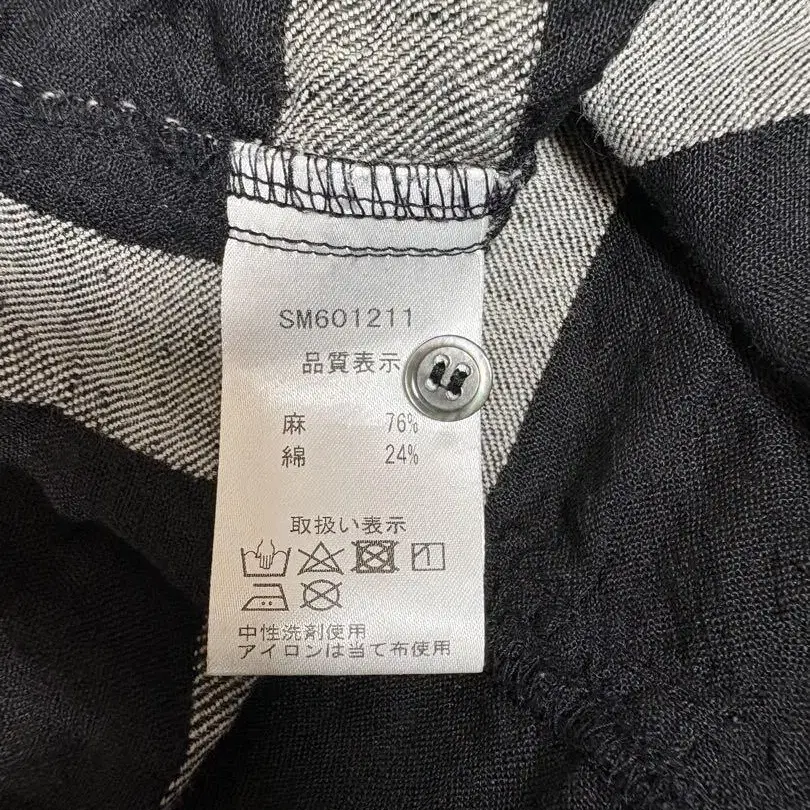 SM601211
品質表示
麻 76%
綿 24%
取扱い表示
中性洗剤使用
アイロンは当て布使用